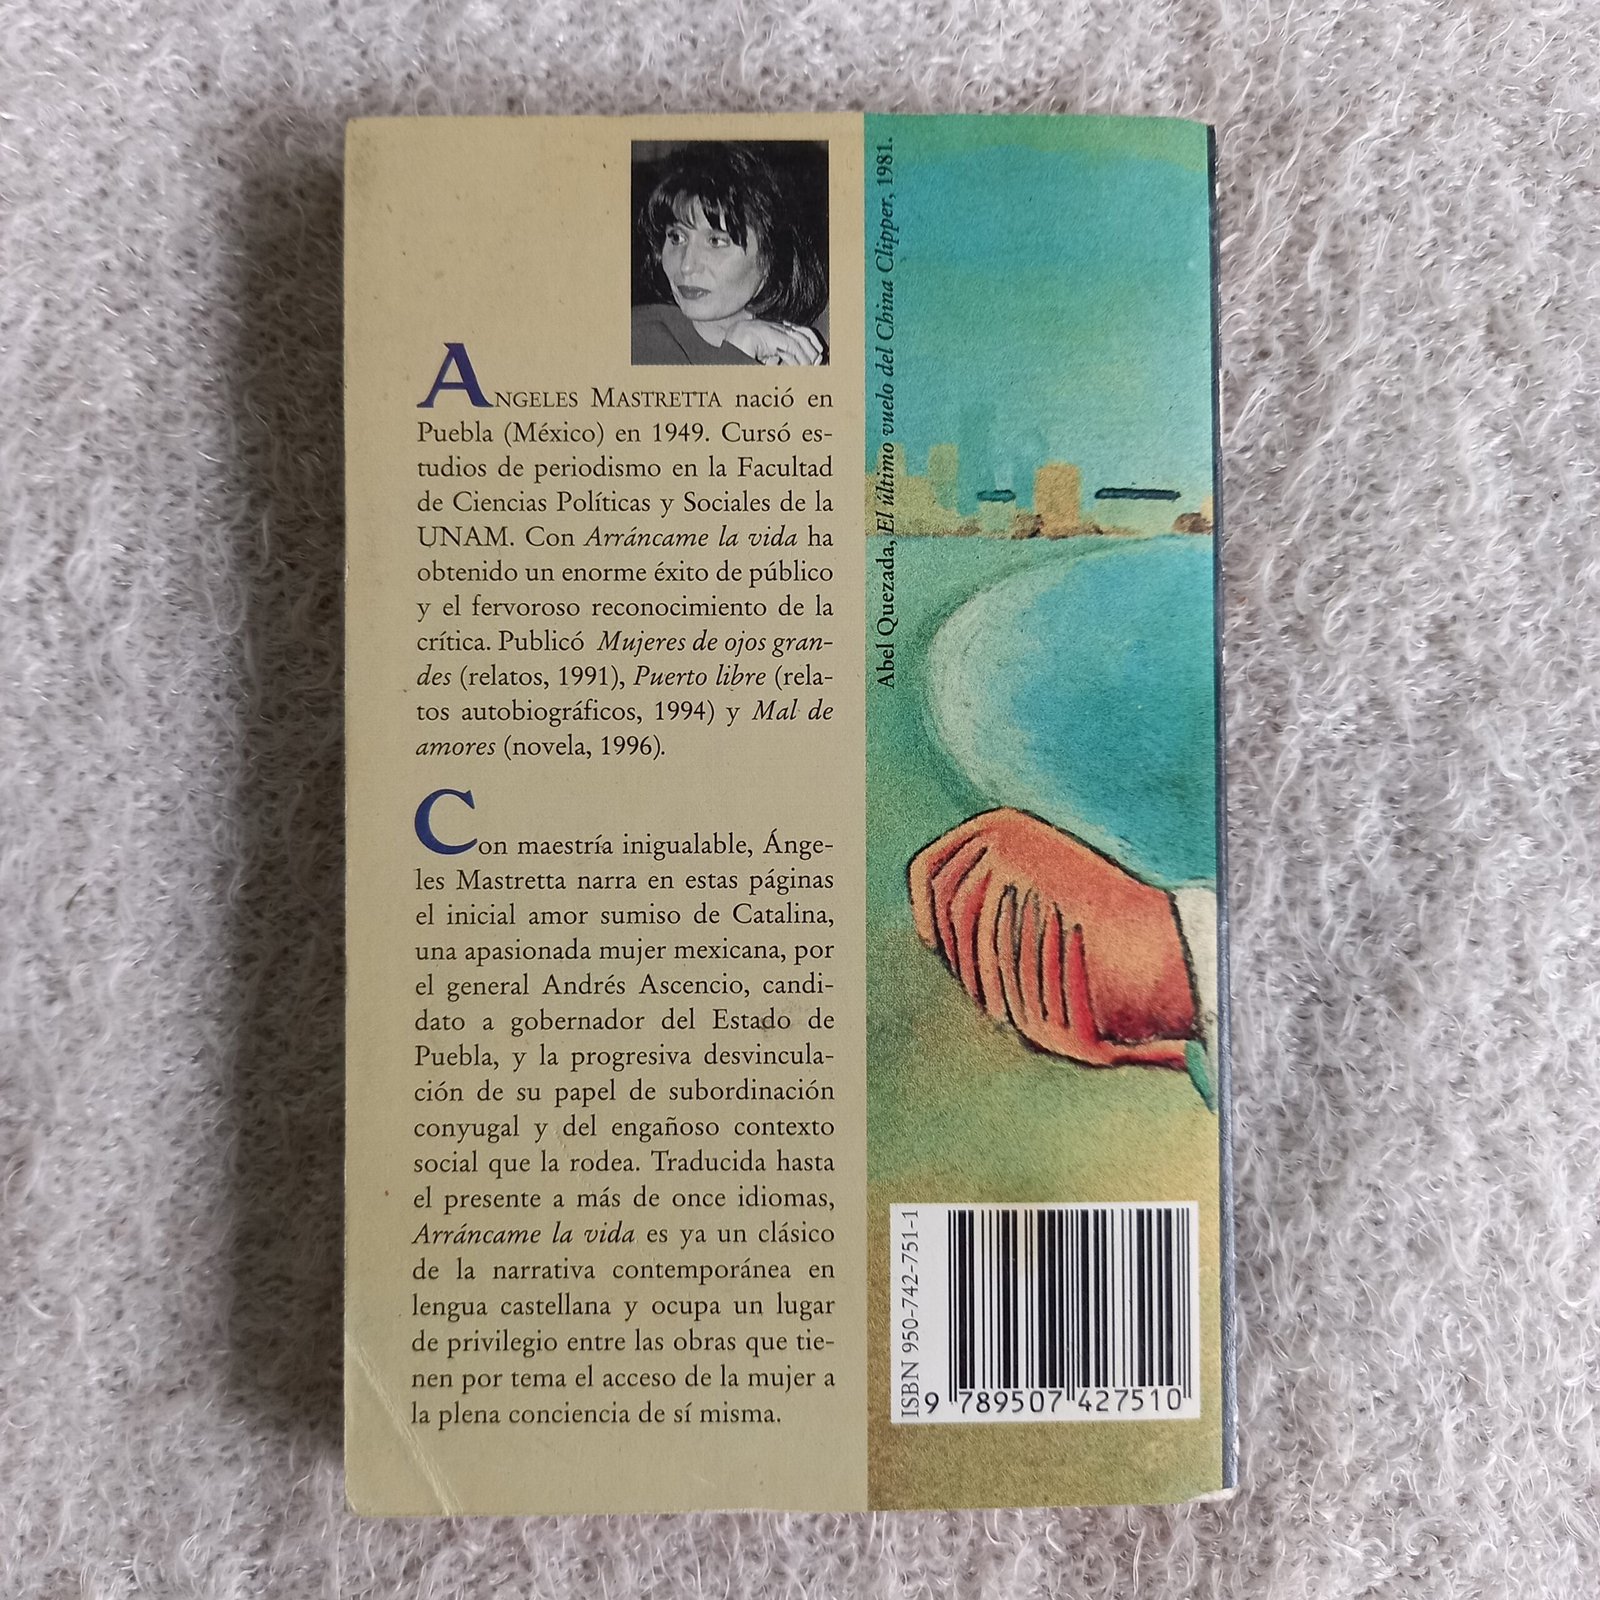 ANGELES MASTRETTA nació en
Puebla (México) en 1949. Cursó es-
tudios de periodismo en la Facultad
de Ciencias Políticas y Sociales de la
UNAM. Con Arráncame la vida ha
obtenido un enorme éxito de público
y el fervoroso reconocimiento de la
crítica. Publicó Mujeres de ojos gran-
des (relatos, 1991), Puerto libre (rela-
tos autobiográficos, 1994) y Mal de
amores (novela, 1996).
Con maestría inigualable, Ánge-
les Mastretta narra en estas páginas
el inicial amor sumiso de Catalina,
una apasionada mujer mexicana, por
el general Andrés Ascencio, candi-
dato a gobernador del Estado de
Puebla, y la progresiva desvincula-
ción de su papel de subordinación
conyugal y del engañoso contexto
social que la rodea. Traducida hasta
el presente a más de once idiomas,
Arráncame la vida es ya un clásico
de la narrativa contemporánea en
lengua castellana y ocupa un lugar
de privilegio entre las obras que tie-
nen por tema el acceso de la mujer a
la plena conciencia de sí misma.
Abel Quezada, El último vuelo del China Clipper, 1981.
ISBN 950-742-751-1
9 789507 427510